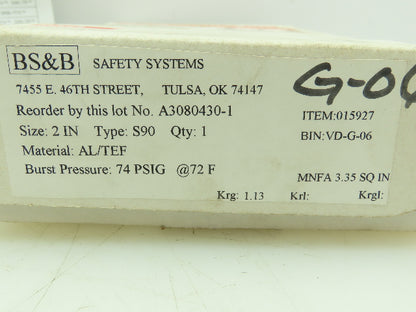 BS&B SAFETY SYSTEMS
7455 E. 46TH STREET, TULSA, OK 74147
Reorder by this lot No. A3080430-1
Size: 2 IN Type: S90 Qty: 1
Material: AL/TEF
Burst Pressure: 74 PSIG @72 F
Krg: 1.13 Krl: Krgl:
G-06
ITEM:015927
BIN:VD-G-06
MNFA 3.35 SQ IN